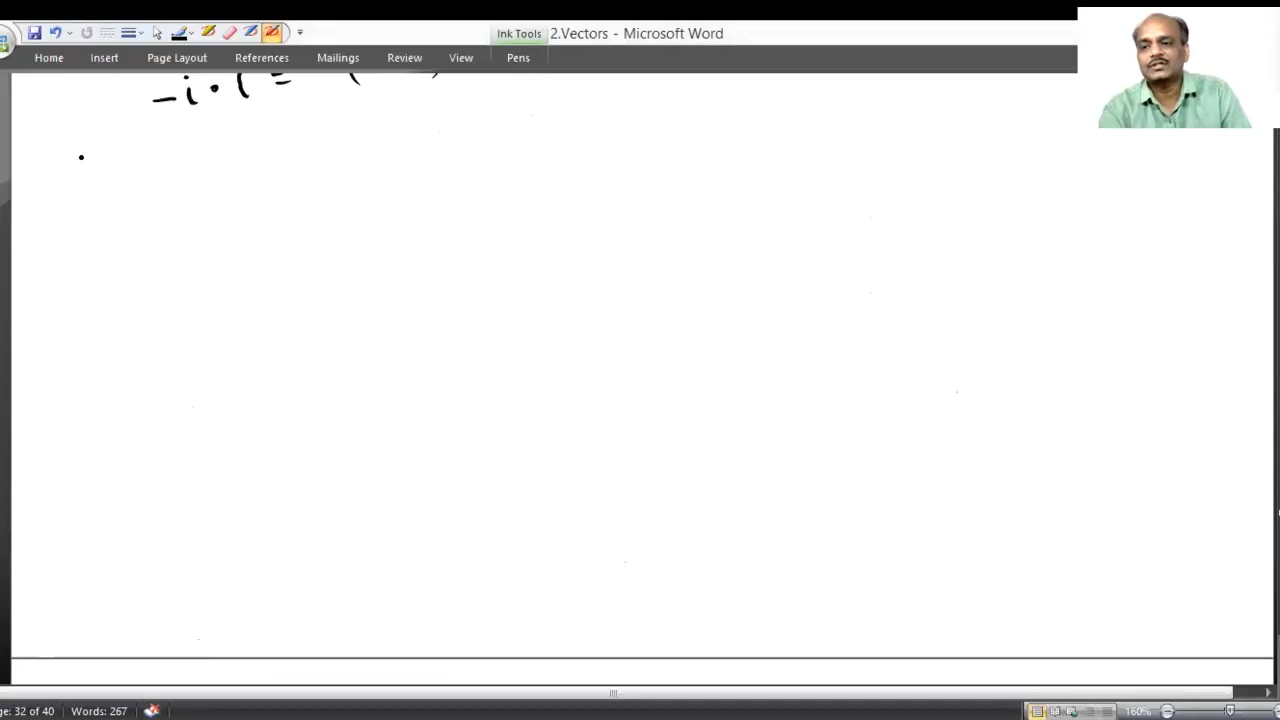 Ink Tools 2.Vectors - Microsoft Word
Home Insert Page Layout References Mailings Review View Pens
ge: 32 of 40 Words: 267 160%